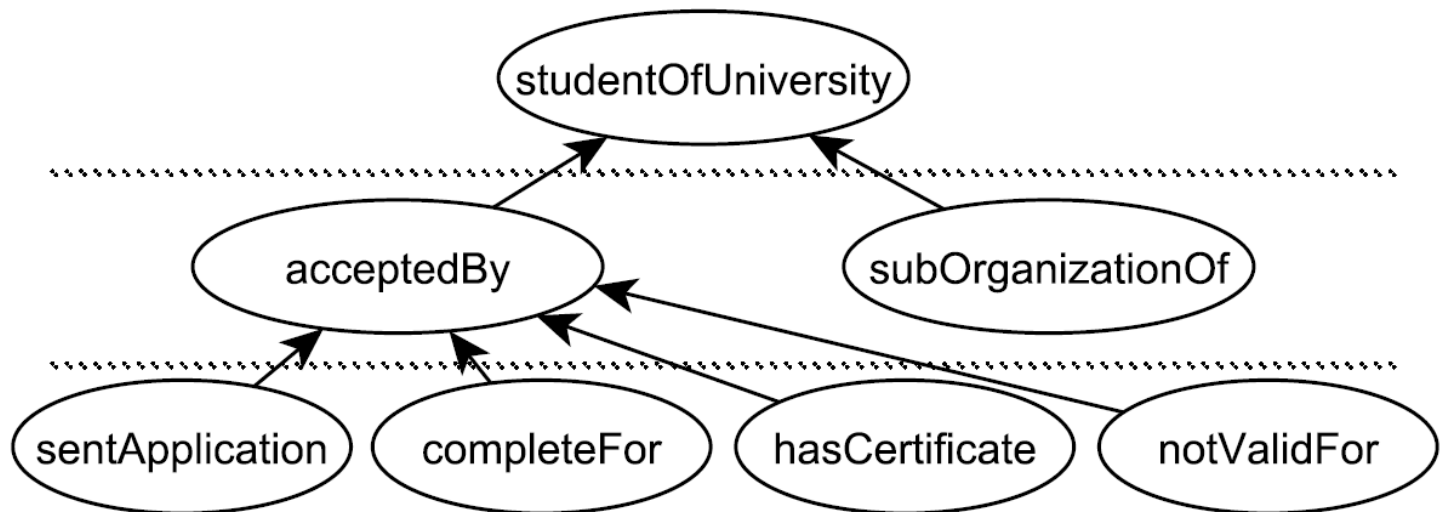 studentOfUniversity
acceptedBy
subOrganizationOf
sentApplication
completeFor
hasCertificate
notValidFor